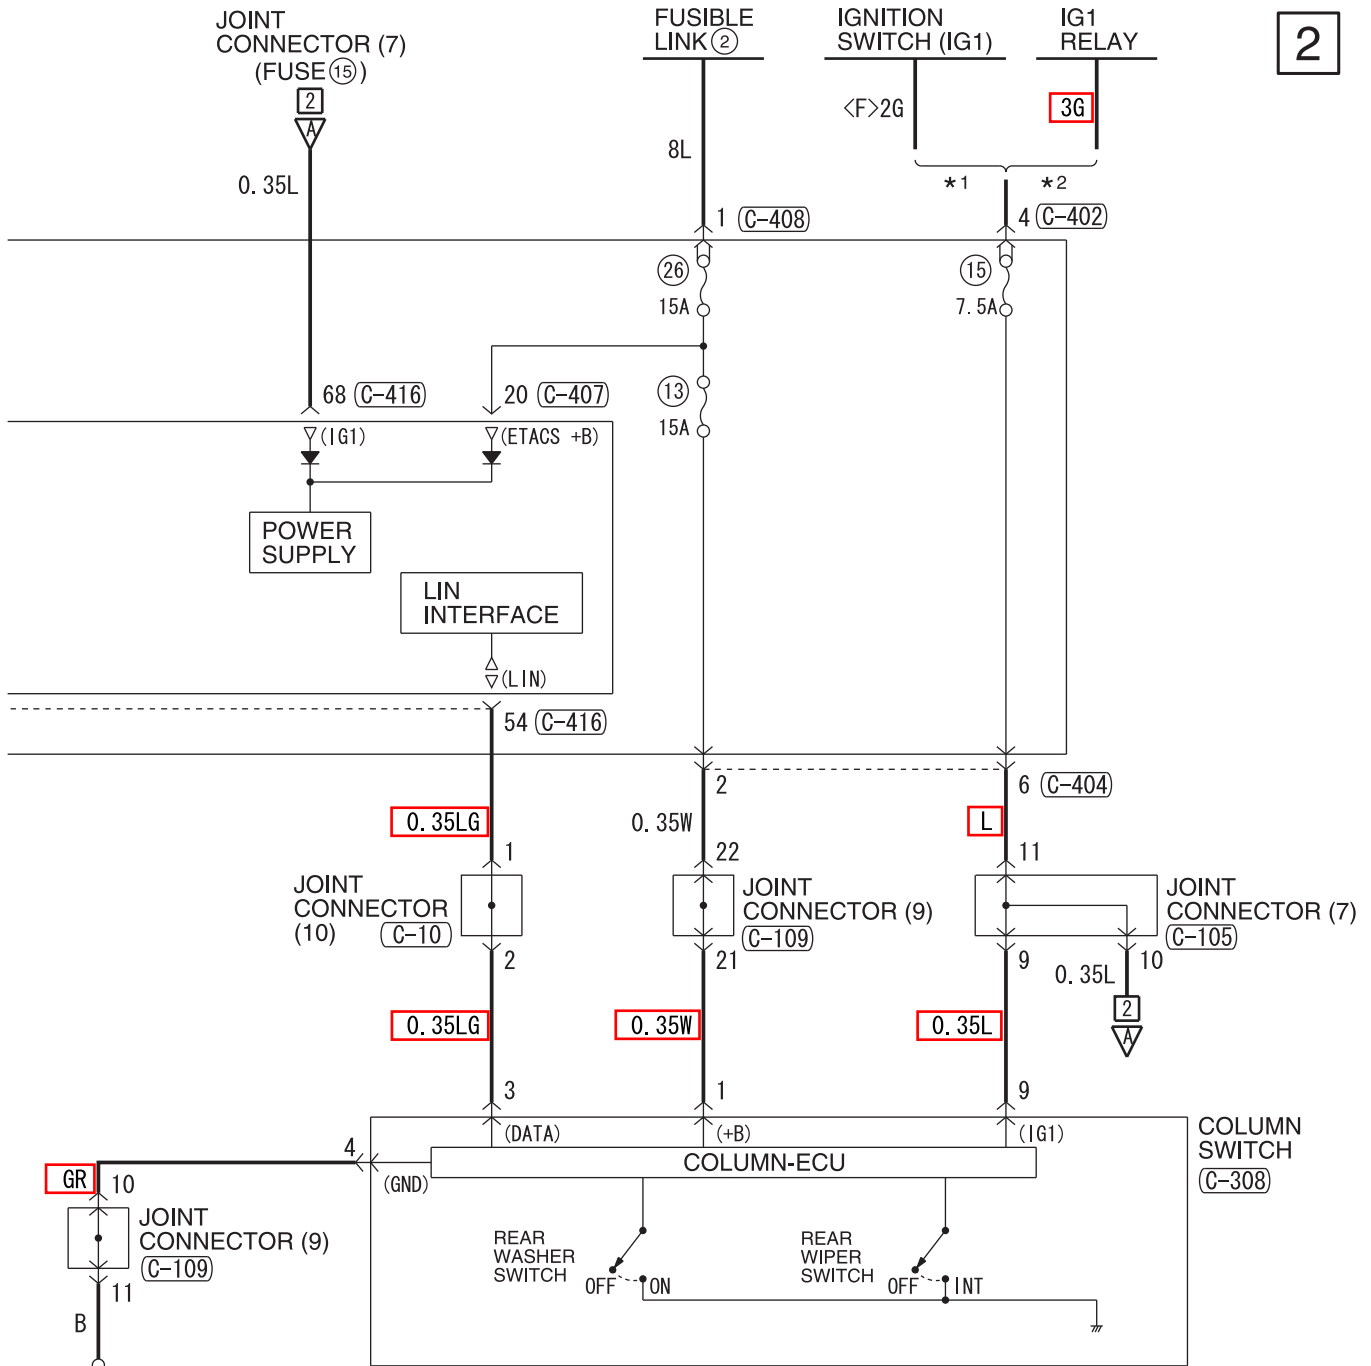 JOINT
CONNECTOR (7)
(FUSE 15)
2
A
0.35L
FUSIBLE
LINK 2
8L
IGNITION
SWITCH (IG1)
<F>2G
IG1
RELAY
3G
2
*1
*2
1 C-408
4 C-402
26
15A
15
7.5A
68 C-416
20 C-407
13
15A
(IG1)
(ETACS +B)
POWER
SUPPLY
LIN
INTERFACE
(LIN)
54 C-416
2
6 C-404
0.35LG
0.35W
L
1
22
11
JOINT
CONNECTOR
(10)
C-10
JOINT
CONNECTOR (9)
C-109
JOINT
CONNECTOR (7)
C-105
2
21
9
10
0.35L
2
A
0.35LG
0.35W
0.35L
3
1
9
(DATA)
(+B)
(IG1)
COLUMN
SWITCH
C-308
4
(GND)
COLUMN-ECU
GR
10
JOINT
CONNECTOR (9)
C-109
11
B
REAR
WASHER
SWITCH
OFF
ON
REAR
WIPER
SWITCH
OFF
INT